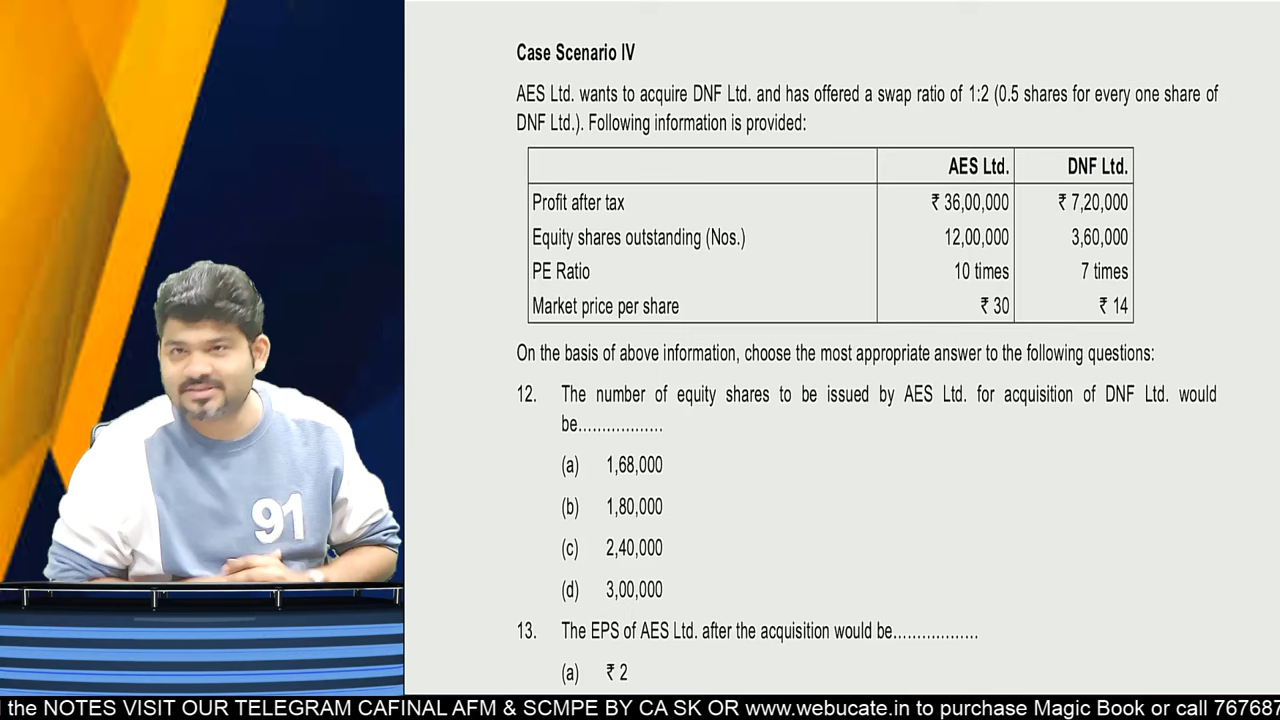 Case Scenario IV
AES Ltd. wants to acquire DNF Ltd. and has offered a swap ratio of 1:2 (0.5 shares for every one share of
DNF Ltd.). Following information is provided:
AES Ltd. DNF Ltd.
Profit after tax ₹ 36,00,000 ₹ 7,20,000
Equity shares outstanding (Nos.) 12,00,000 3,60,000
PE Ratio 10 times 7 times
Market price per share ₹ 30 ₹ 14
On the basis of above information, choose the most appropriate answer to the following questions:
12. The number of equity shares to be issued by AES Ltd. for acquisition of DNF Ltd. would
be..................
(a) 1,68,000
(b) 1,80,000
(c) 2,40,000
(d) 3,00,000
13. The EPS of AES Ltd. after the acquisition would be..................
(a) ₹ 2
91
the NOTES VISIT OUR TELEGRAM CAFINAL AFM & SCMPE BY CA SK OR www.webucate.in to purchase Magic Book or call 767687